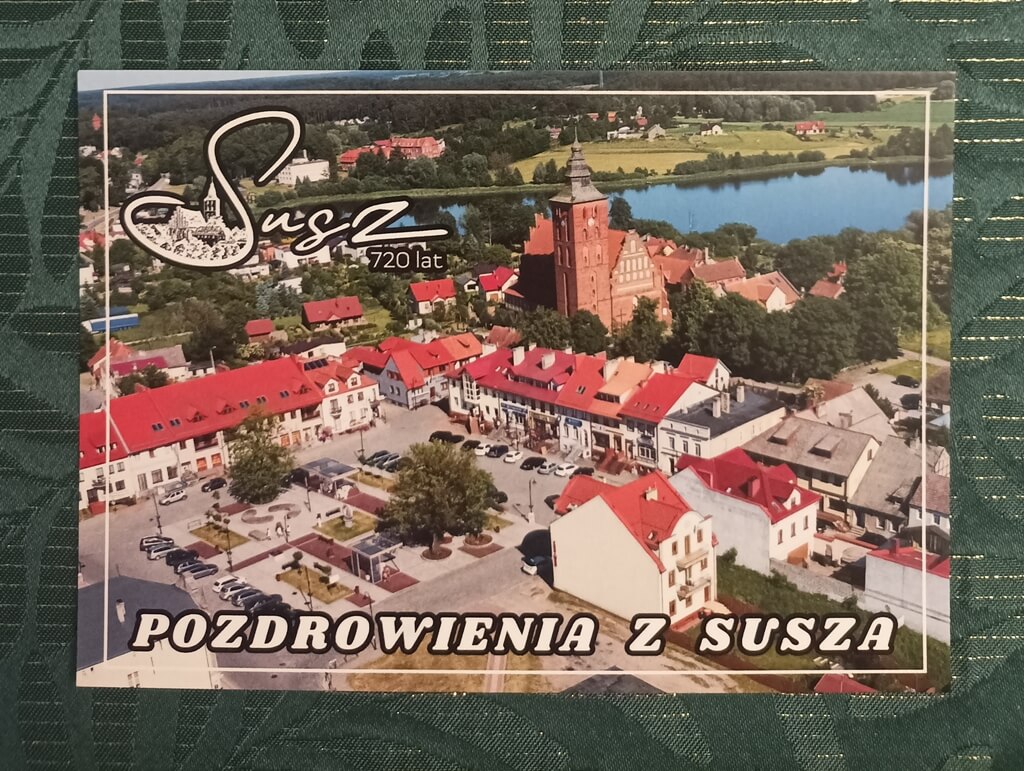 Susz
720 lat
POZDROWIENIA Z SUSZA